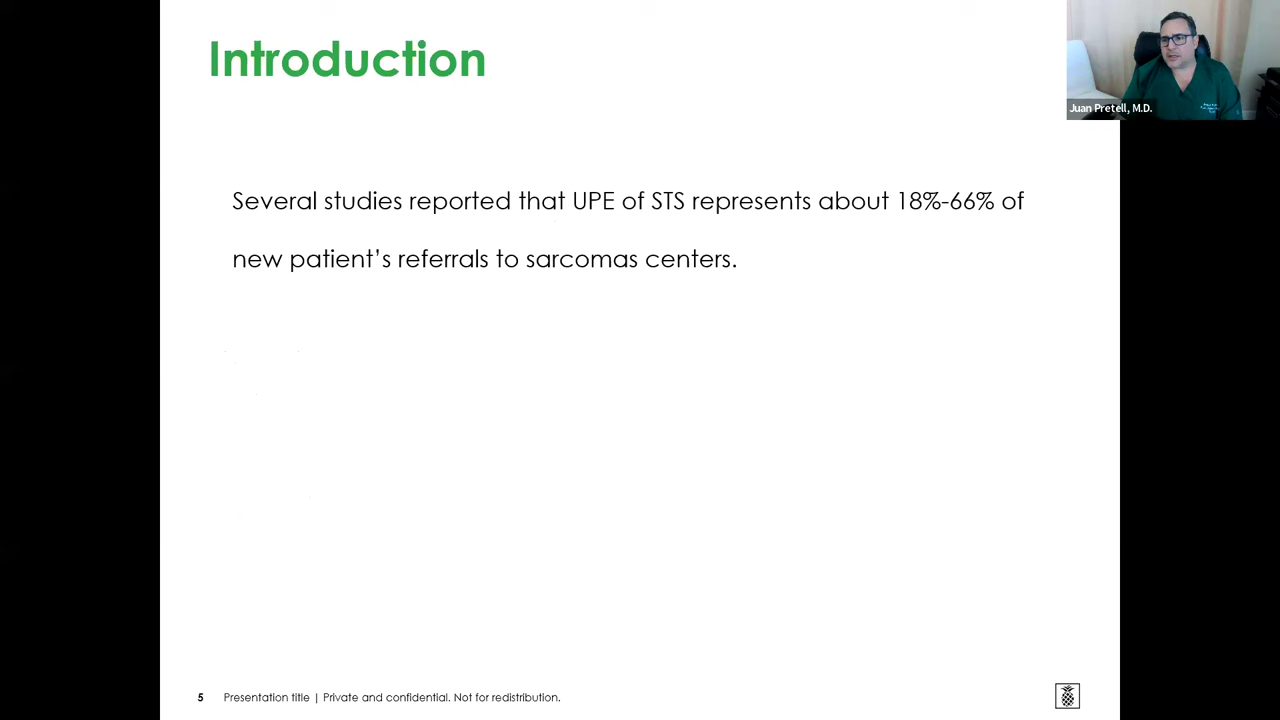 Introduction
Juan Pretell, M.D.
Several studies reported that UPE of STS represents about 18%-66% of
new patient’s referrals to sarcomas centers.
5 Presentation title | Private and confidential. Not for redistribution.